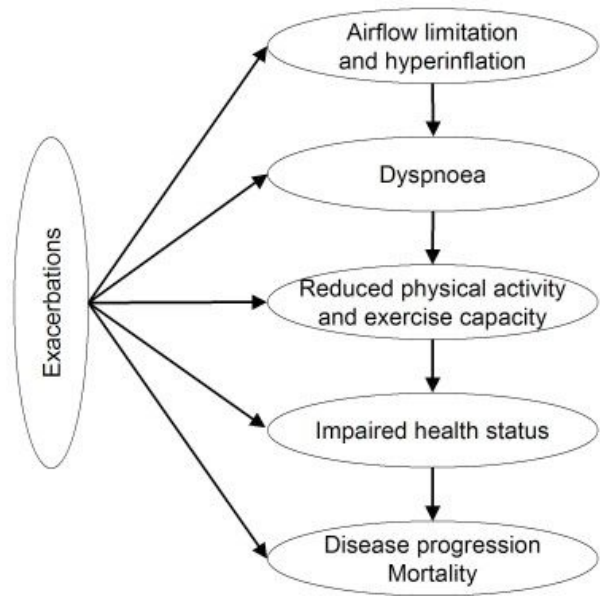 Exacerbations
Airflow limitation
and hyperinflation
Dyspnoea
Reduced physical activity
and exercise capacity
Impaired health status
Disease progression
Mortality